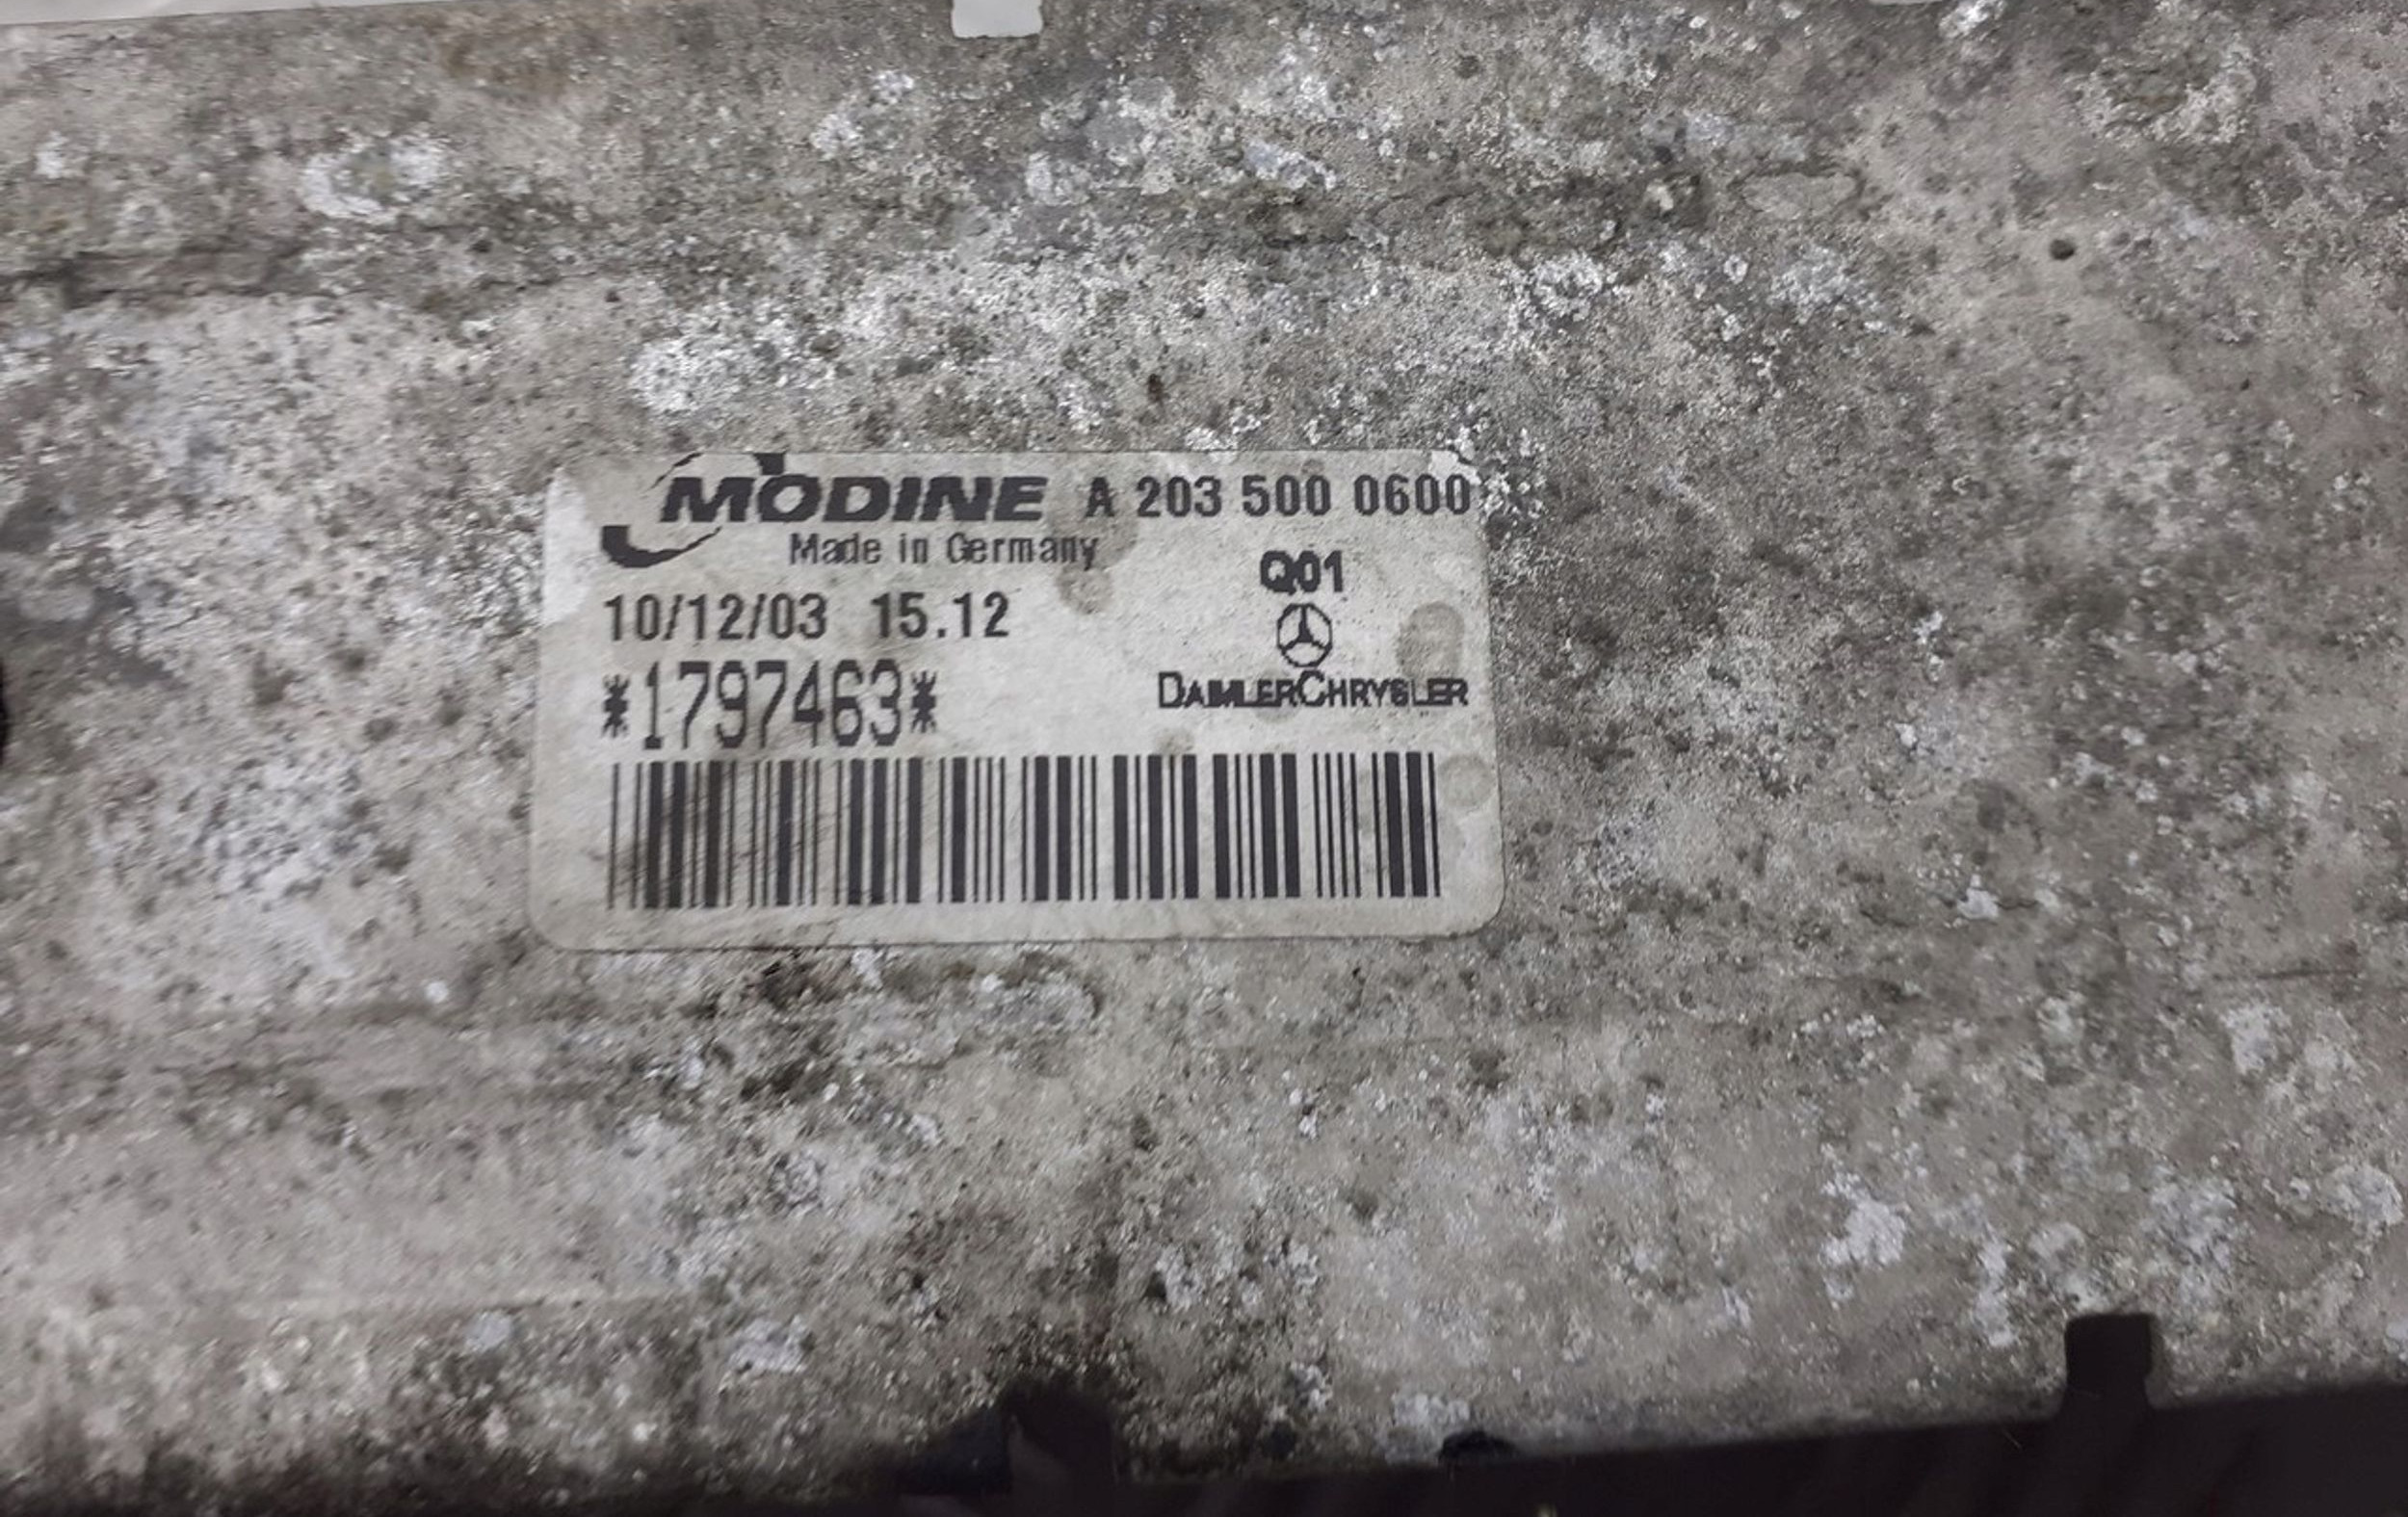 MODINE A 203 500 0600
Made in Germany
Q01
10/12/03 15.12
*1797463*
DAIMLERCHRYSLER